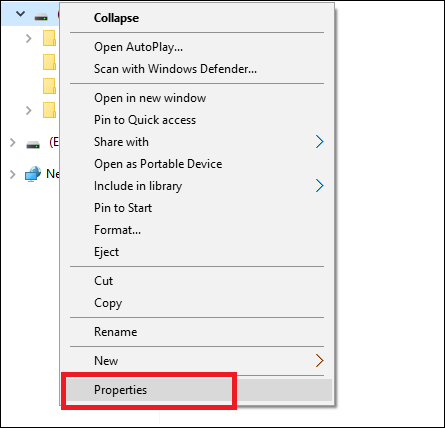 Collapse
Open AutoPlay...
Scan with Windows Defender...
Open in new window
Pin to Quick access
Share with
Open as Portable Device
Include in library
Pin to Start
Format...
Eject
Cut
Copy
Rename
New
Properties
(
(E
Ne